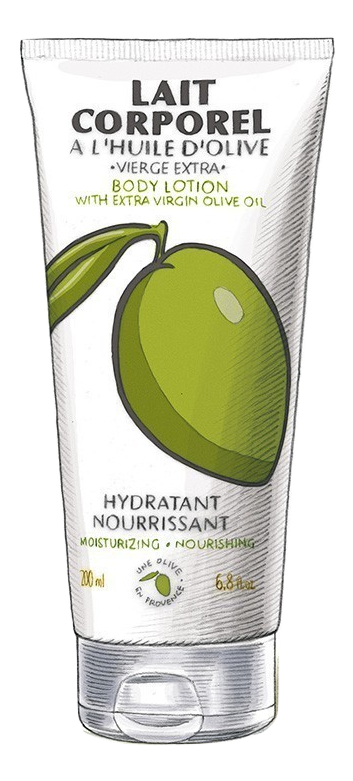 LAIT
CORPOREL
A L'HUILE D'OLIVE
•VIERGE EXTRA•
BODY LOTION
WITH EXTRA VIRGIN OLIVE OIL
HYDRATANT
NOURRISSANT
MOISTURIZING • NOURISHING
UNE OLIVE
EN PROVENCE
200 ml
6.8 fl oz